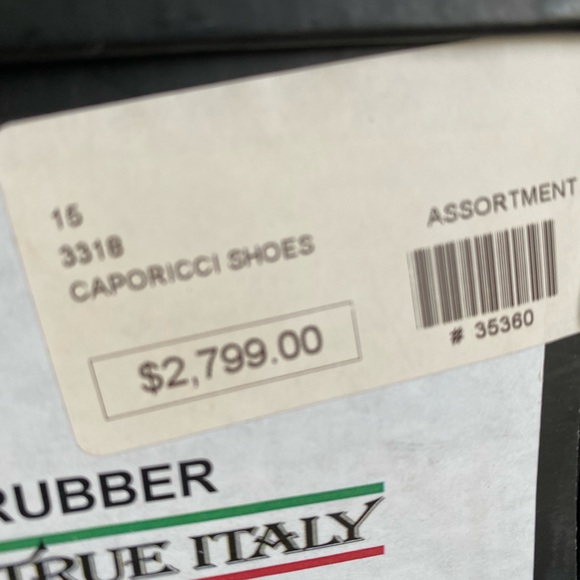 15
3318
CAPORICCI SHOES
$2,799.00
ASSORTMENT
# 35360
RUBBER
TRUE ITALY